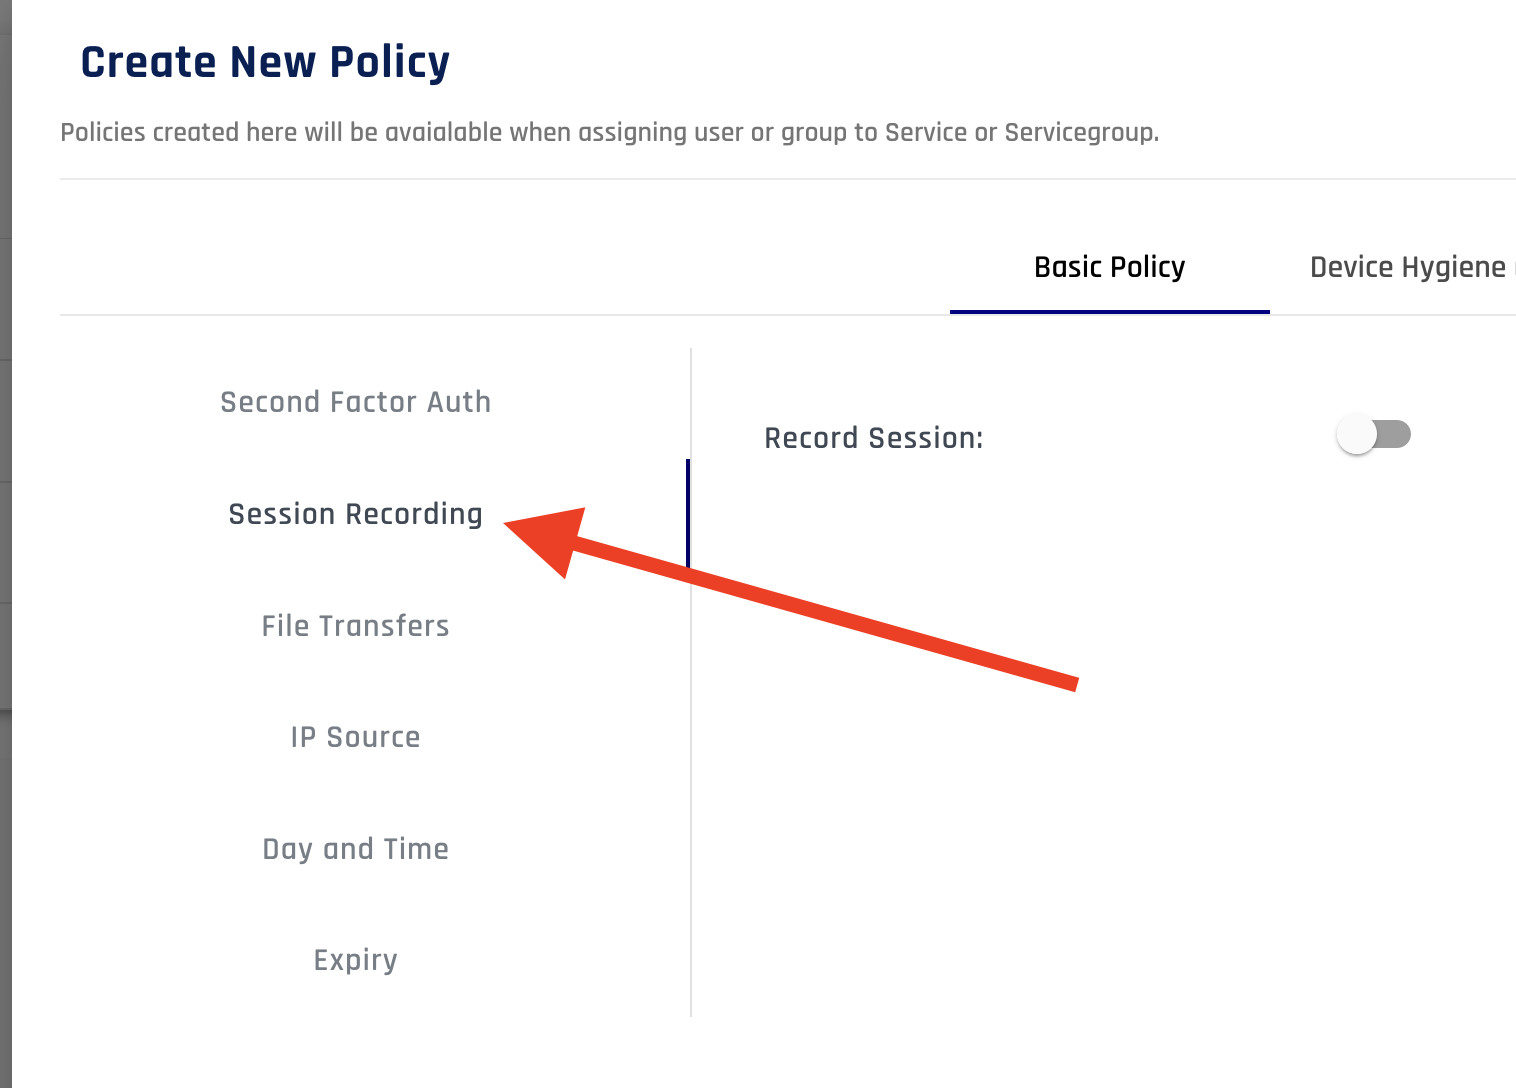 Create New Policy
Policies created here will be avaialable when assigning user or group to Service or Servicegroup.
Basic Policy
Device Hygiene
Second Factor Auth
Record Session:
Session Recording
File Transfers
IP Source
Day and Time
Expiry